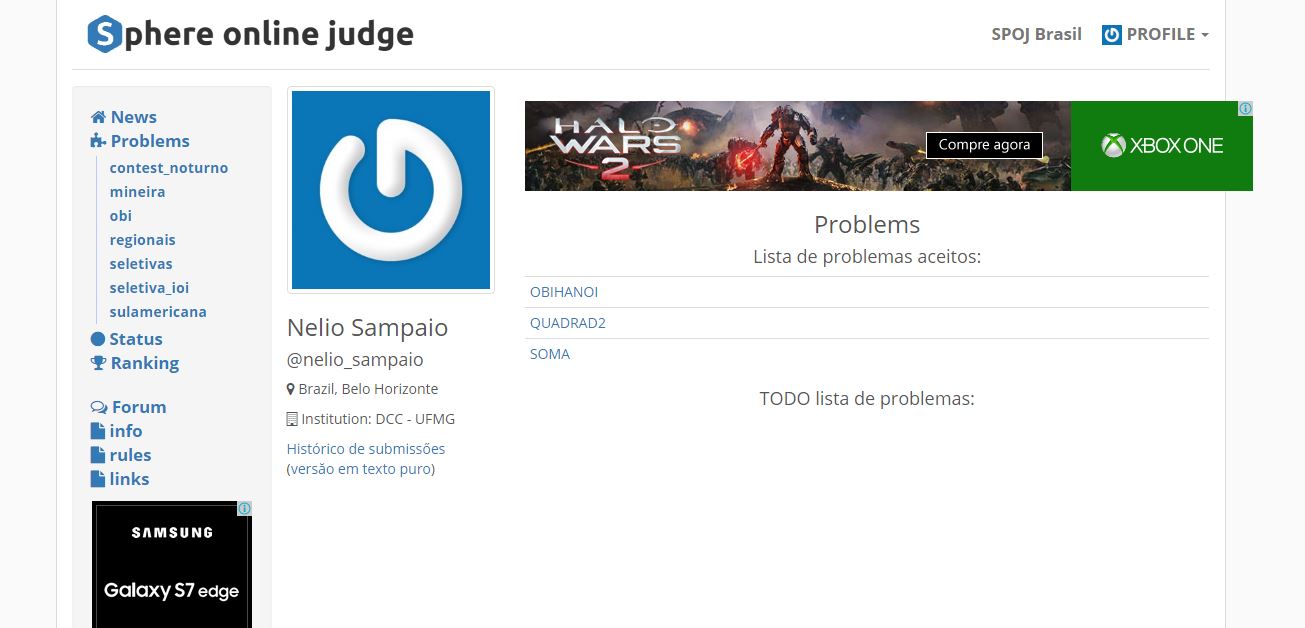 Sphere online judge
SPOJ Brasil
PROFILE
News
Problems
contest_noturno
mineira
obi
regionais
seletivas
seletiva_ioi
sulamericana
Status
Ranking
Forum
info
rules
links
SAMSUNG
Galaxy S7 edge
Nelio Sampaio
@nelio_sampaio
Brazil, Belo Horizonte
Institution: DCC - UFMG
Histórico de submissões
(versão em texto puro)
HALO
WARS
2
Compre agora
XBOX ONE
Problems
Lista de problemas aceitos:
OBIHANOI
QUADRAD2
SOMA
TODO lista de problemas: